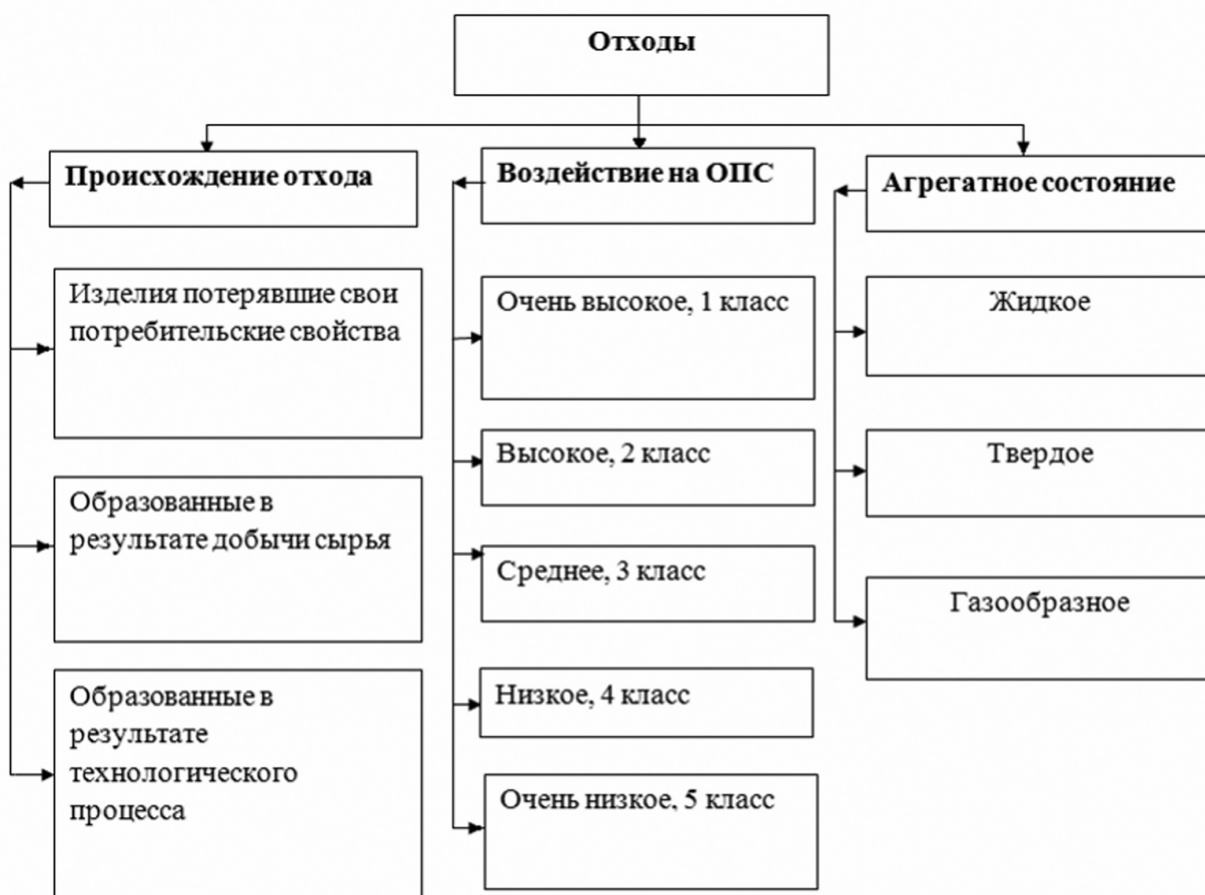 Отходы
Происхождение отхода
Изделия потерявшие свои
потребительские свойства
Образованные в
результате добычи сырья
Образованные в
результате
технологического
процесса
Воздействие на ОПС
Очень высокое, 1 класс
Высокое, 2 класс
Среднее, 3 класс
Низкое, 4 класс
Очень низкое, 5 класс
Агрегатное состояние
Жидкое
Твердое
Газообразное